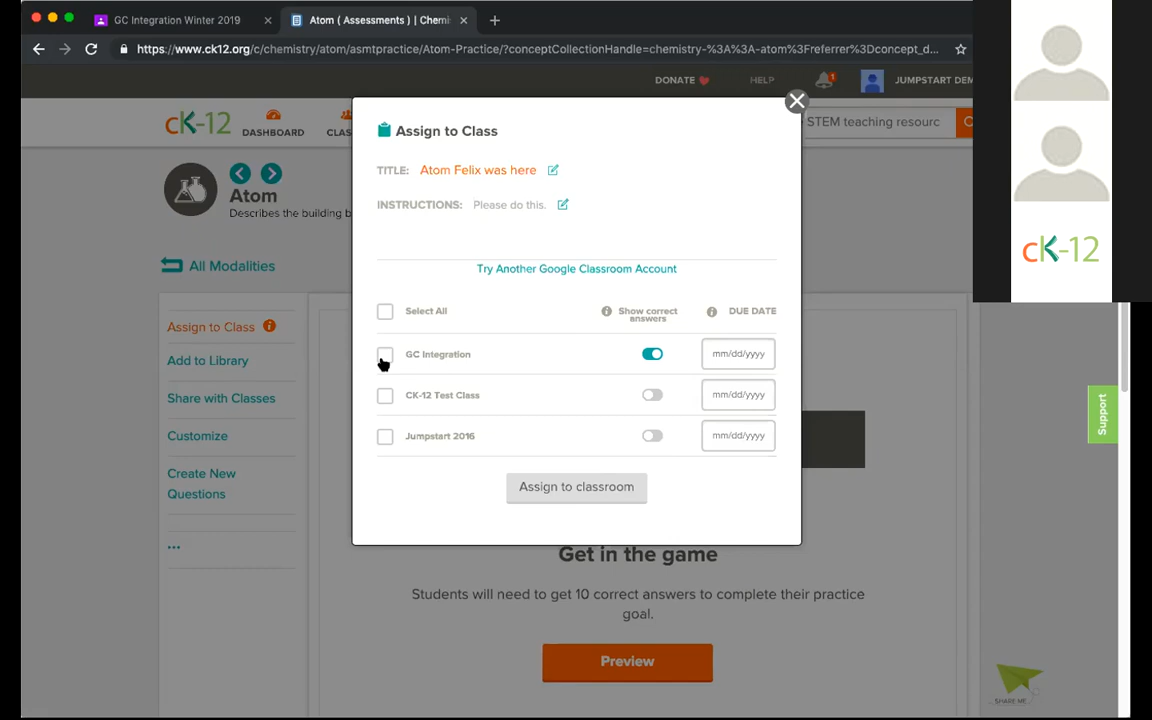 GC Integration Winter 2019
Atom ( Assessments ) | Chemi
https://www.ck12.org/c/chemistry/atom/asmtpractice/Atom-Practice/?conceptCollectionHandle=chemistry-%3A%3A-atom%3Freferrer%3Dconcept_d...
DONATE
HELP
1
JUMPSTART DEM
cK-12
DASHBOARD
CLAS
STEM teaching resourc
Atom
Describes the building b
All Modalities
Assign to Class
Add to Library
Share with Classes
Customize
Create New
Questions
...
Assign to Class
TITLE: Atom Felix was here
INSTRUCTIONS: Please do this.
Try Another Google Classroom Account
Select All
Show correct
answers
DUE DATE
GC Integration
mm/dd/yyyy
CK-12 Test Class
mm/dd/yyyy
Jumpstart 2016
mm/dd/yyyy
Assign to classroom
Get in the game
Students will need to get 10 correct answers to complete their practice
goal.
Preview
cK-12
Support
SHARE ME